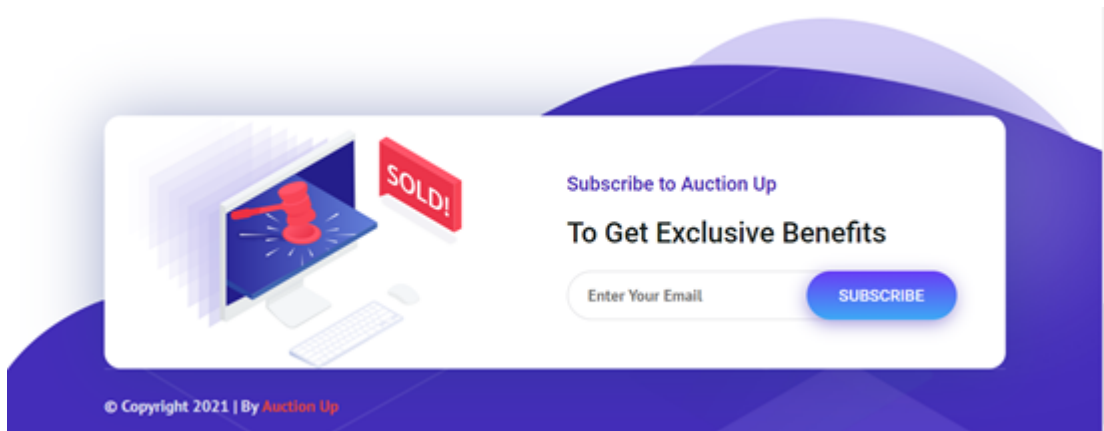 SOLD!
Subscribe to Auction Up
To Get Exclusive Benefits
Enter Your Email
SUBSCRIBE
© Copyright 2021 | By Auction Up